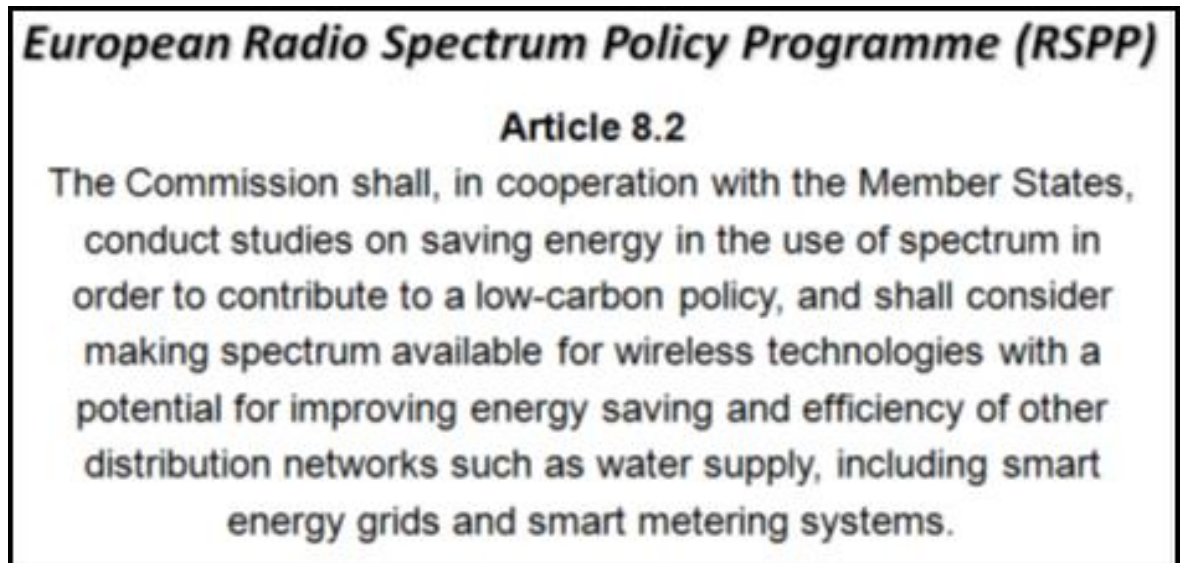 European Radio Spectrum Policy Programme (RSPP)
Article 8.2
The Commission shall, in cooperation with the Member States,
conduct studies on saving energy in the use of spectrum in
order to contribute to a low-carbon policy, and shall consider
making spectrum available for wireless technologies with a
potential for improving energy saving and efficiency of other
distribution networks such as water supply, including smart
energy grids and smart metering systems.